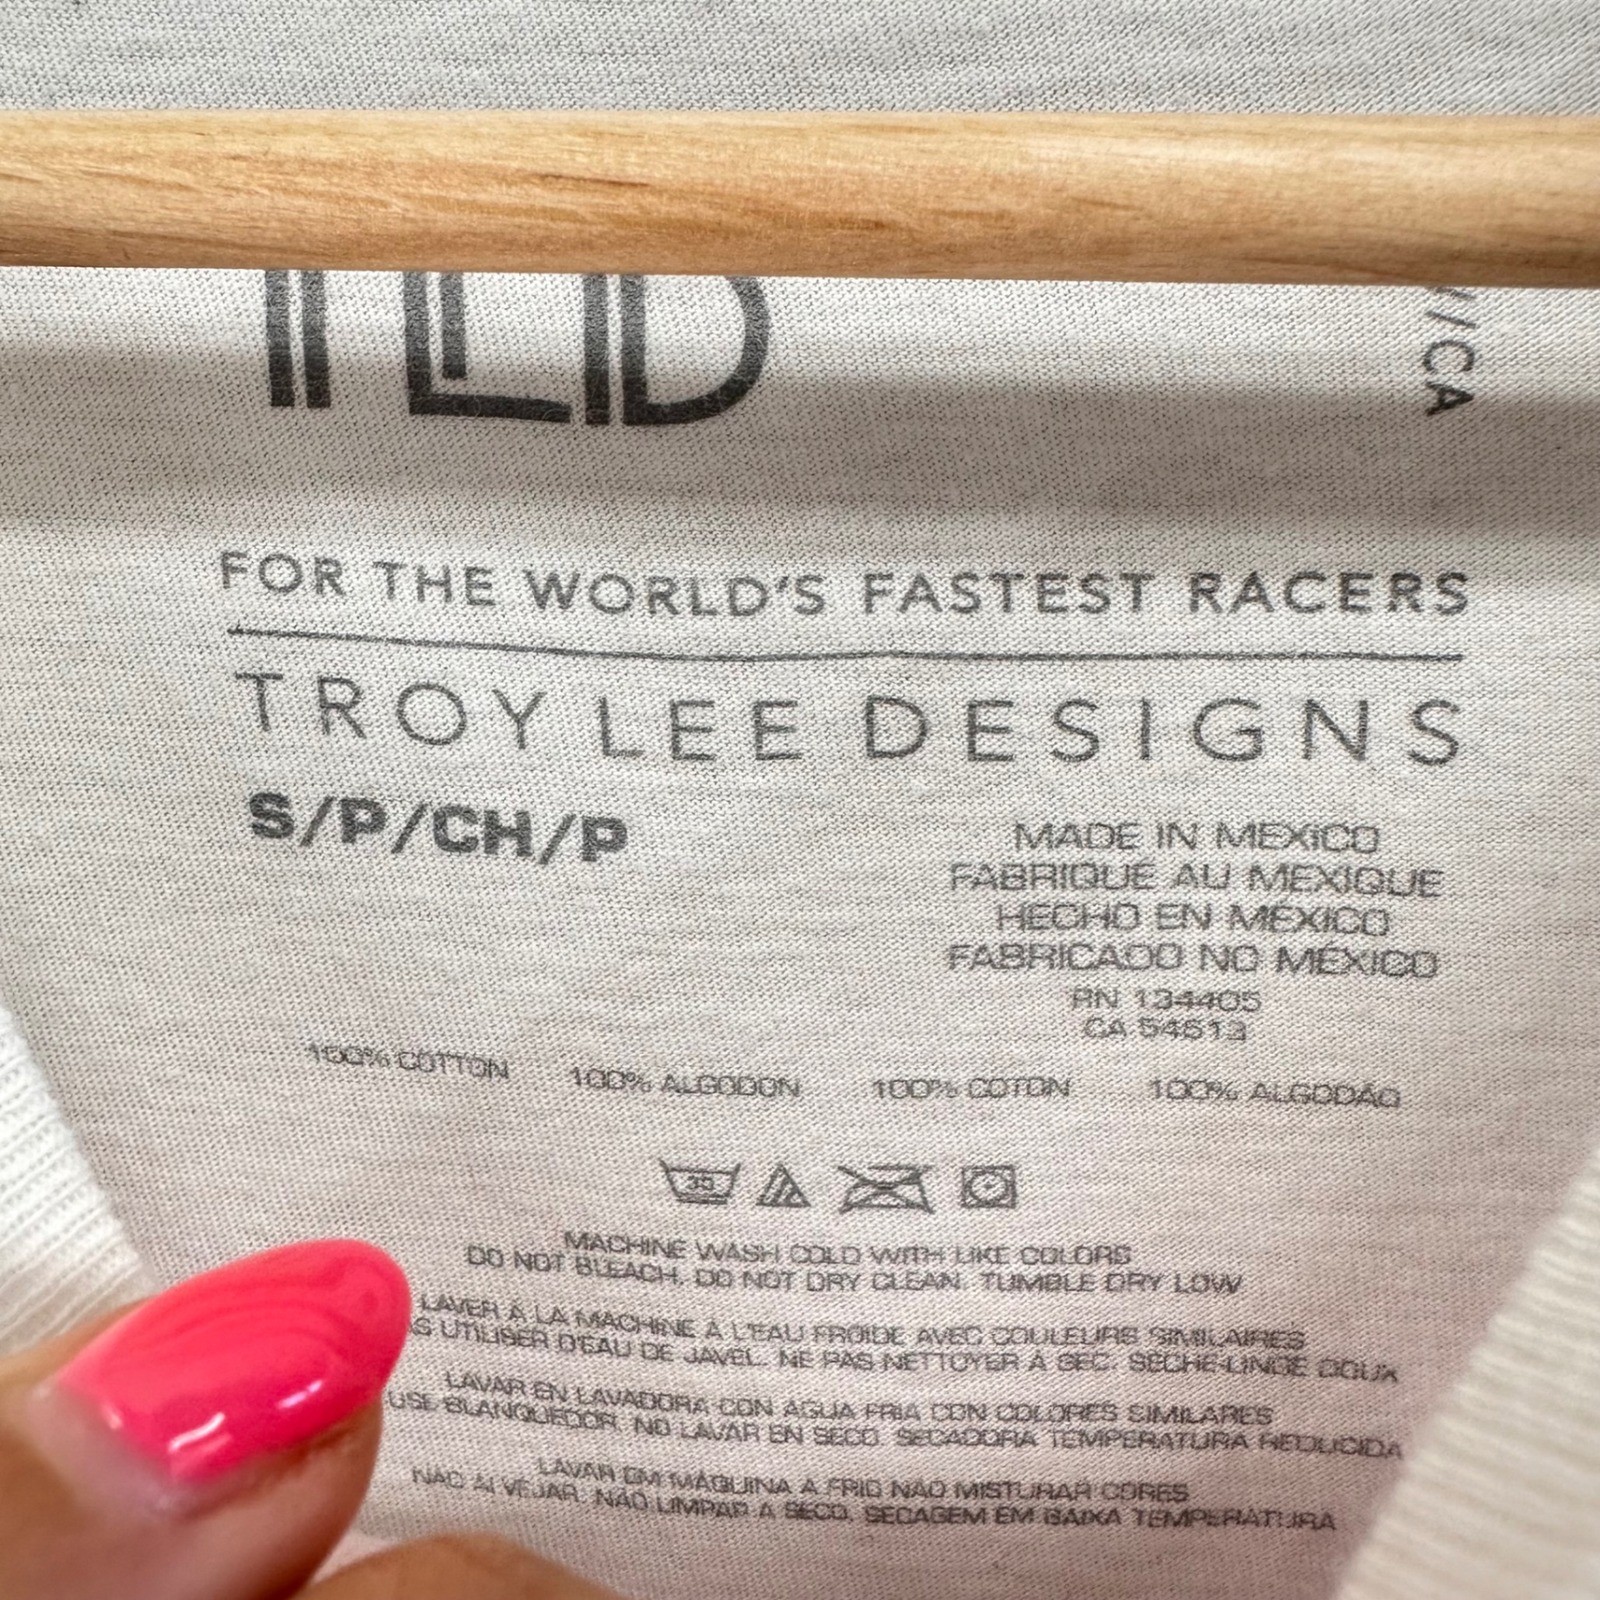 TLD
/CA
FOR THE WORLD'S FASTEST RACERS
TROY LEE DESIGNS
S/P/CH/P
MADE IN MEXICO
FABRIQUE AU MEXIQUE
HECHO EN MÉXICO
FABRICADO NO MÉXICO
RN 134405
CA 54613
100% COTTON 100% ALGODON 100% COTON 100% ALGODÃO
30
MACHINE WASH COLD WITH LIKE COLORS
DO NOT BLEACH. DO NOT DRY CLEAN. TUMBLE DRY LOW
LAVER À LA MACHINE À L'EAU FROIDE AVEC COULEURS SIMILAIRES
UTILISER D'EAU DE JAVEL. NE PAS NETTOYER À SEC. SECHE-LINGE DOUX
LAVAR EN LAVADORA CON AGUA FRIA CON COLORES SIMILARES
USE BLANQUEDOR. NO LAVAR EN SECO. SECADORA TEMPERATURA REDUCIDA
LAVAR EM MÁQUINA A FRIO NÃO MISTURAR CORES
NÃO ALVEJAR. NÃO LIMPAR A SECO. SECAGEM EM BAIXA TEMPERATURA